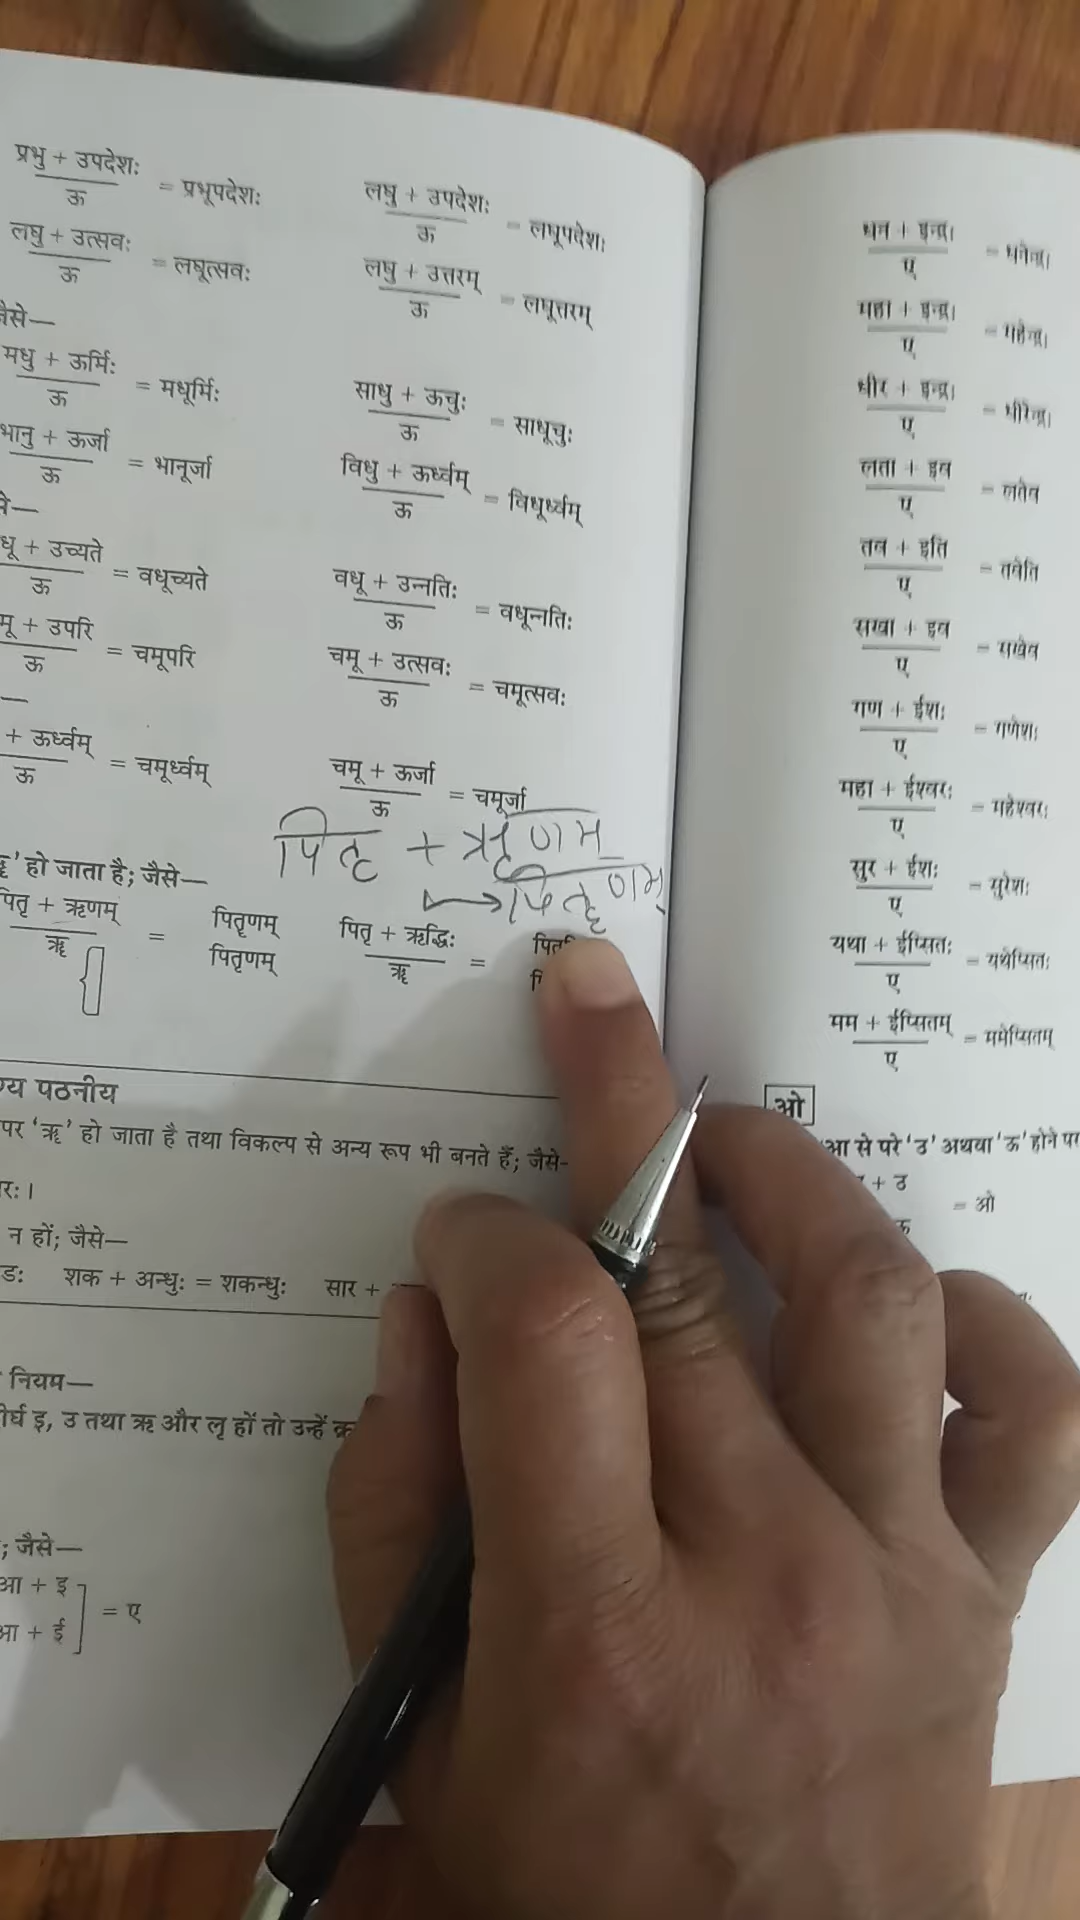 प्रभु + उपदेशः = प्रभूपदेशः लघु + उपदेशः = लघूपदेशः
ऊ ऊ
लघु + उत्सवः = लघूत्सवः लघु + उत्तरम् = लघूत्तरम्
ऊ ऊ
जैसे—
मधु + ऊर्मिः = मधूर्मिः साधु + ऊचुः = साधूचुः
ऊ ऊ
भानु + ऊर्जा = भानूर्जा विधु + ऊर्ध्वम् = विधूर्ध्वम्
ऊ ऊ
धू + उच्यते = वधूच्यते वधू + उन्नतिः = वधून्नतिः
ऊ ऊ
मू + उपरि = चमूपरि चमू + उत्सवः = चमूत्सवः
ऊ ऊ
—
+ ऊर्ध्वम् = चमूर्ध्वम् चमू + ऊर्जा = चमूर्जा
ऊ ऊ
पितृ + ॠणम
पितॄणम्
हो जाता है; जैसे—
पितृ + ऋणम् = पितॄणम् पितृ + ऋद्धिः =
ॠ पितृणम् ॠ
ग्य पठनीय
पर 'ॠ' हो जाता है तथा विकल्प से अन्य रूप भी बनते हैं; जैसे-
रः।
न हों; जैसे—
डः शक + अन्धुः = शकन्धुः सार +
नियम—
र्घ इ, उ तथा ऋ और लृ हों तो उन्हें
; जैसे—
आ + इ
= ए
आ + ई
धन + इन्द्रः = धनेन्द्रः
ए
महा + इन्द्रः = महेन्द्रः
ए
धीर + इन्द्रः = धीरेन्द्रः
ए
लता + इव = लतेव
ए
तव + इति = तवेति
ए
सखा + इव = सखेव
ए
गण + ईशः = गणेशः
ए
महा + ईश्वरः = महेश्वरः
ए
सुर + ईशः = सुरेशः
ए
यथा + ईप्सितः = यथेप्सितः
ए
मम + ईप्सितम् = ममेप्सितम्
ए
ओ
आ से परे 'उ' अथवा 'ऊ' होने पर
+ उ
= ओ